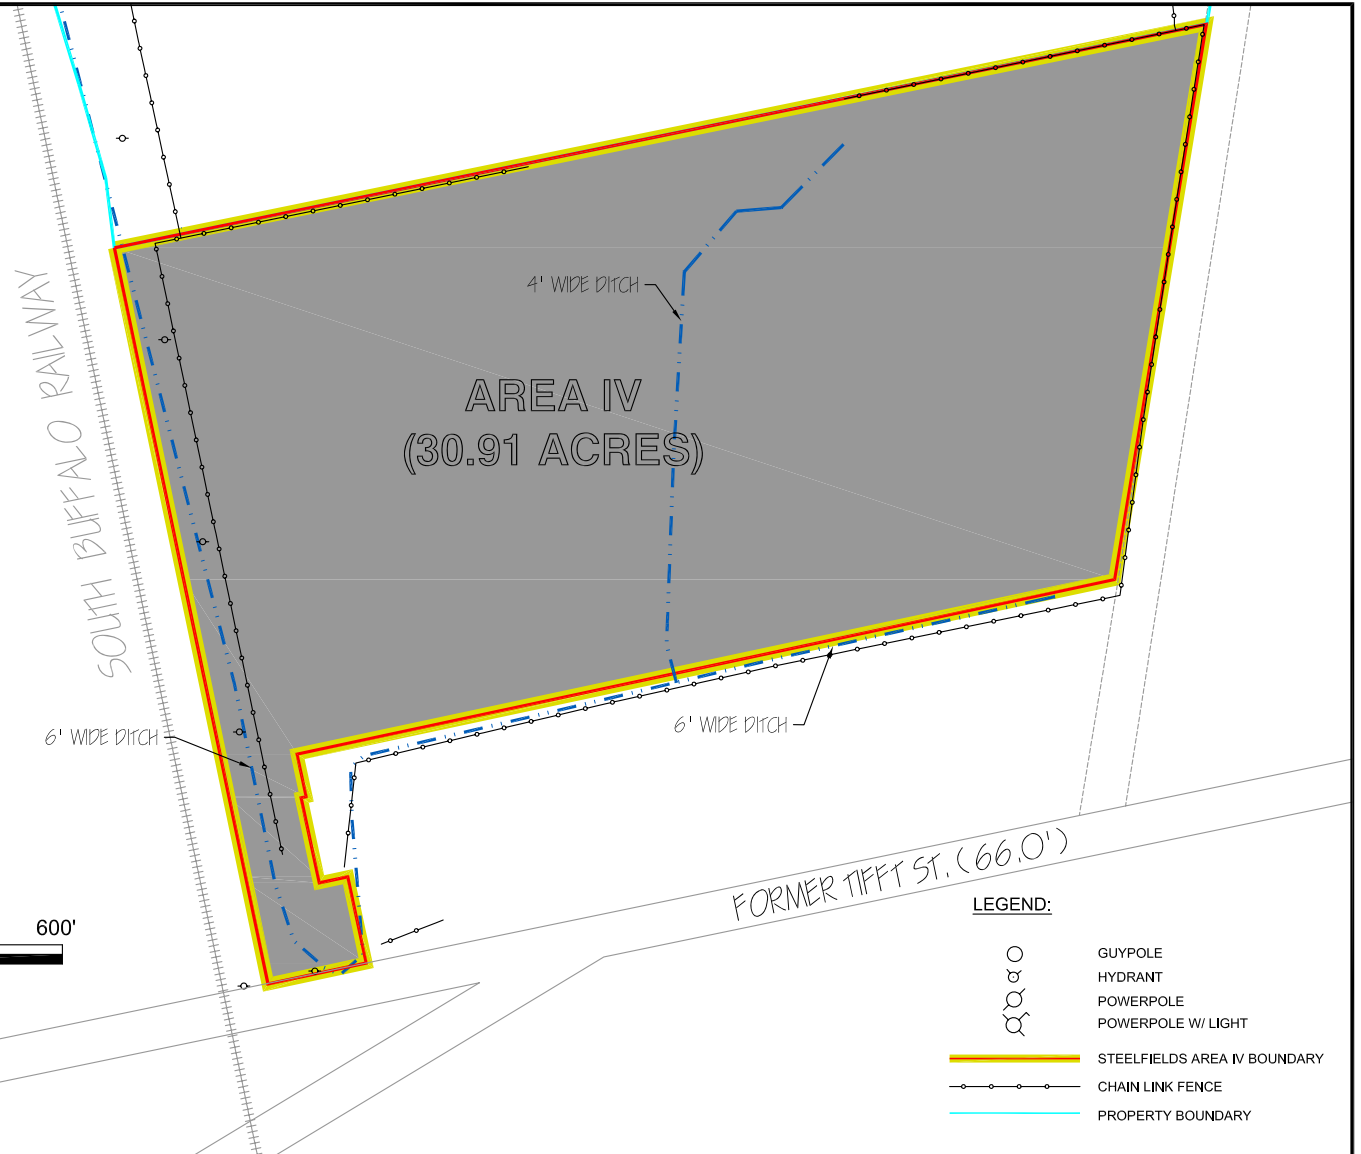 SOUTH BUFFALO RAILWAY
4' WIDE DITCH
AREA IV
(30.91 ACRES)
6' WIDE DITCH
6' WIDE DITCH
FORMER TIFFT ST. (66.0')
600'
LEGEND:
GUYPOLE
HYDRANT
POWERPOLE
POWERPOLE W/ LIGHT
STEELFIELDS AREA IV BOUNDARY
CHAIN LINK FENCE
PROPERTY BOUNDARY